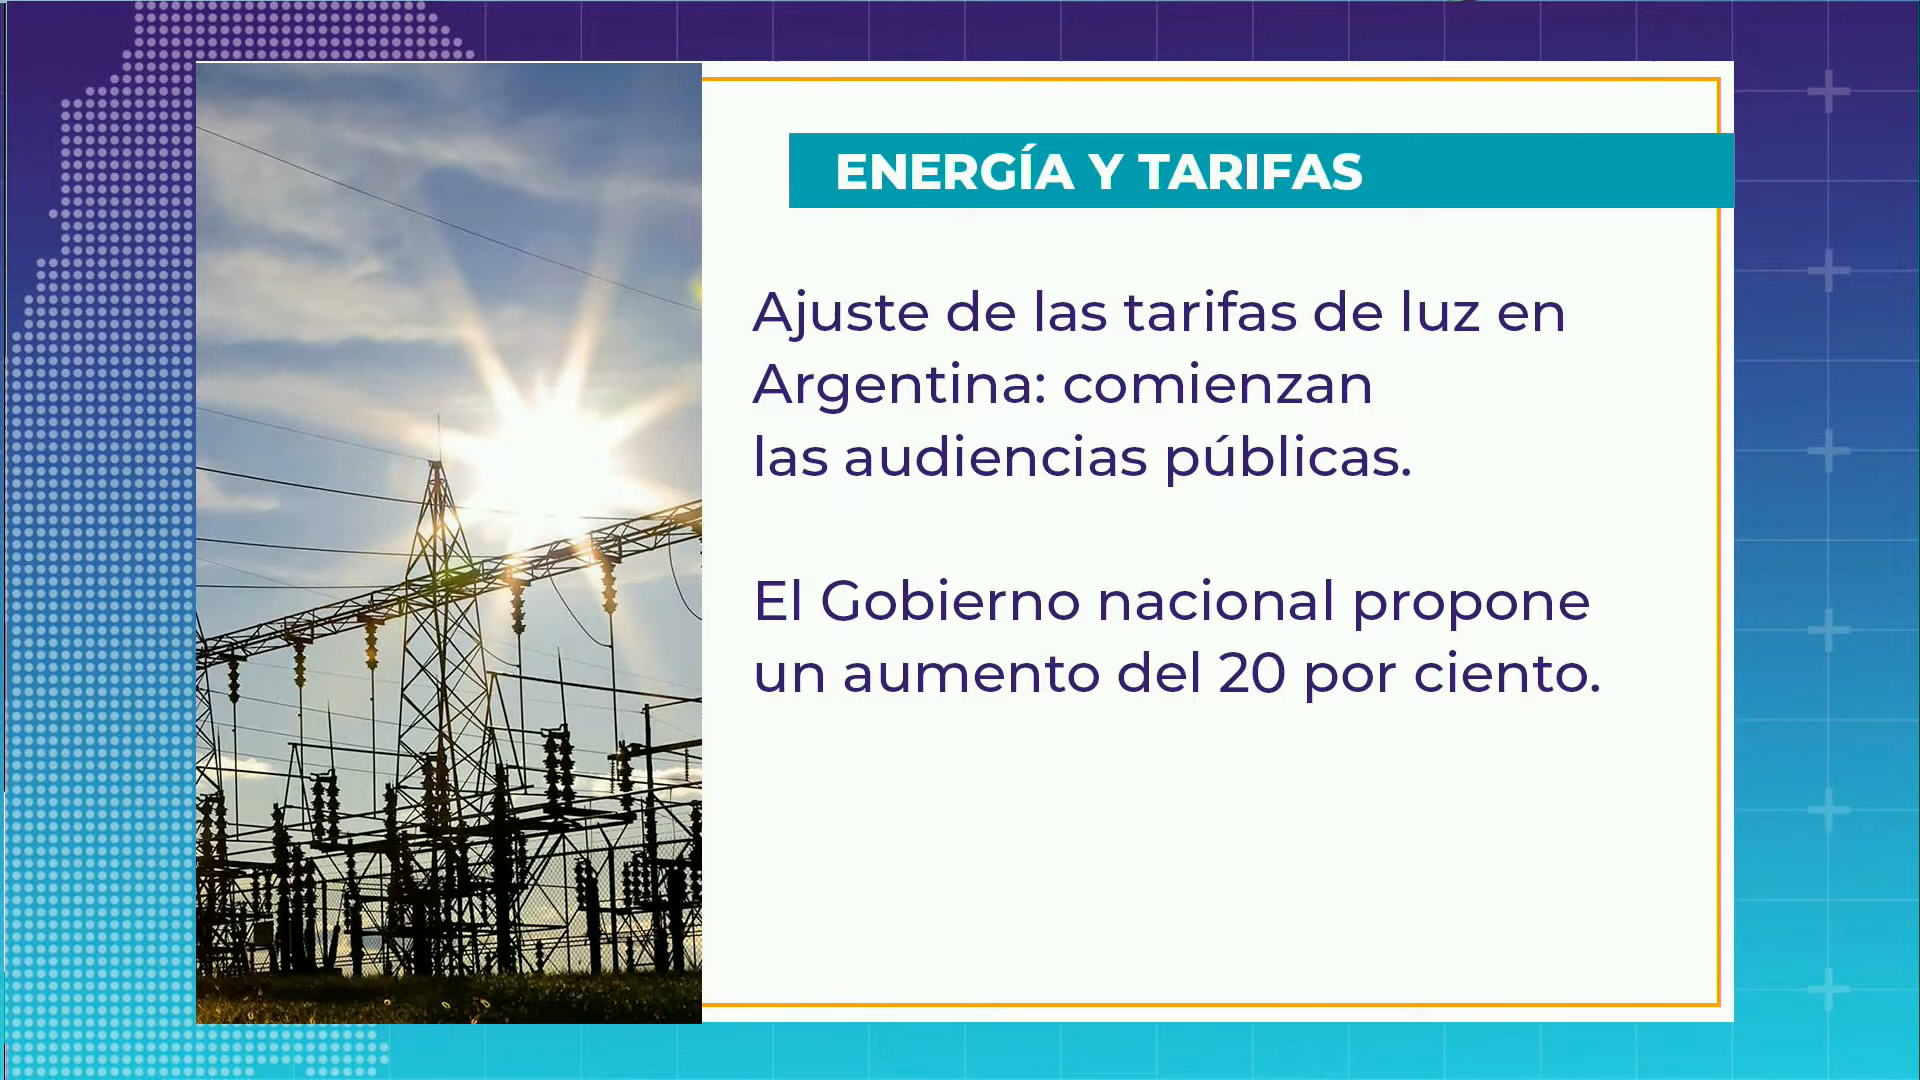 ENERGÍA Y TARIFAS
Ajuste de las tarifas de luz en
Argentina: comienzan
las audiencias públicas.
El Gobierno nacional propone
un aumento del 20 por ciento.